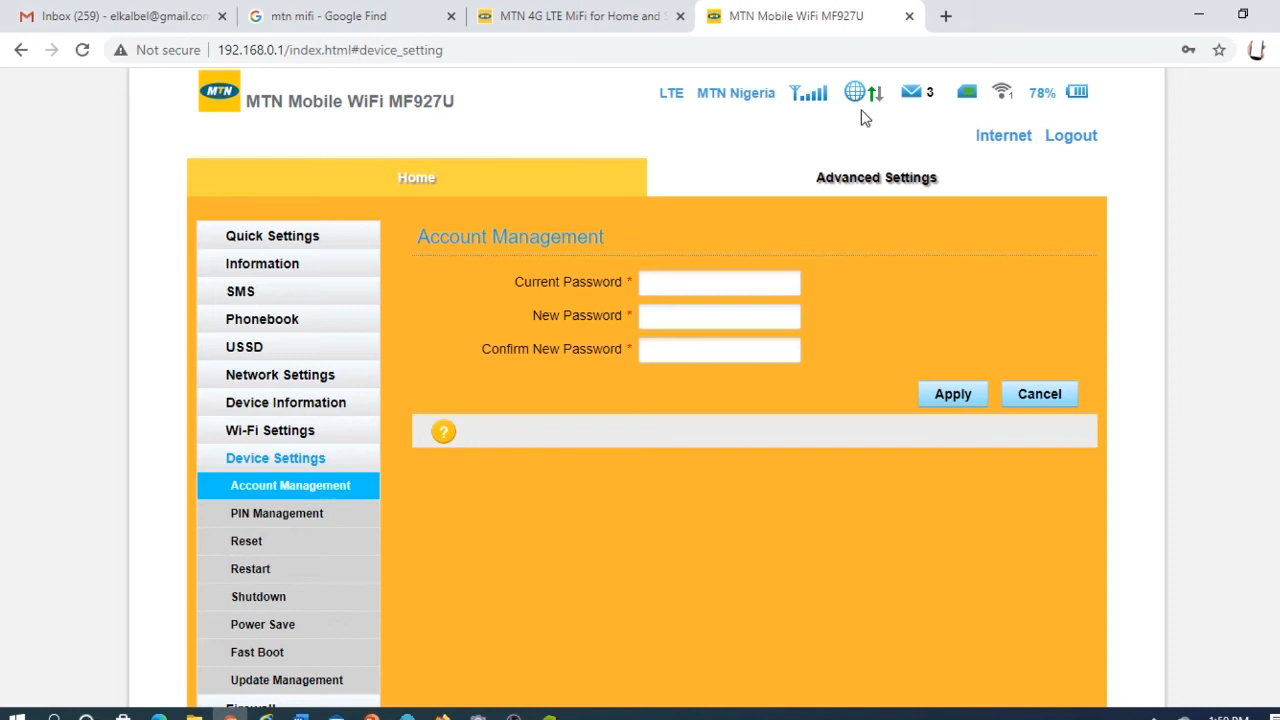 Inbox (259) - elkalbel@gmail.com
mtn mifi - Google Find
MTN 4G LTE MiFi for Home and S
MTN Mobile WiFi MF927U
Not secure 192.168.0.1/index.html#device_setting
MTN MTN Mobile WiFi MF927U
LTE MTN Nigeria 3 1 78%
Internet Logout
Home Advanced Settings
Quick Settings
Information
SMS
Phonebook
USSD
Network Settings
Device Information
Wi-Fi Settings
Device Settings
Account Management
PIN Management
Reset
Restart
Shutdown
Power Save
Fast Boot
Update Management
Firewall
Account Management
Current Password *
New Password *
Confirm New Password *
Apply Cancel
?